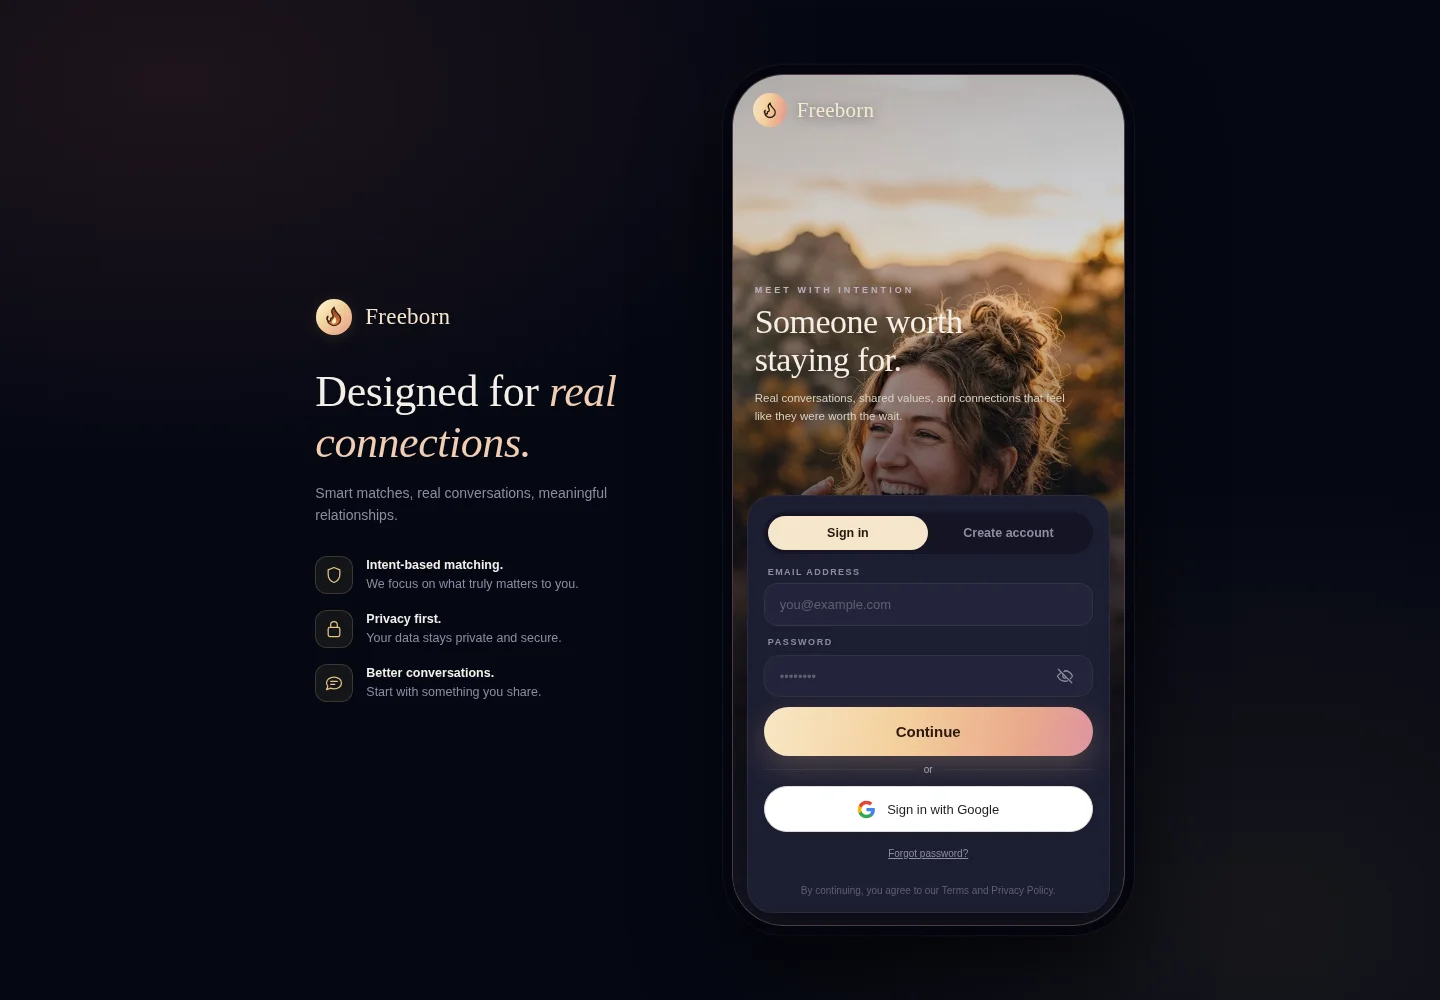 Freeborn
Designed for real
connections.
Smart matches, real conversations, meaningful
relationships.
Intent-based matching.
We focus on what truly matters to you.
Privacy first.
Your data stays private and secure.
Better conversations.
Start with something you share.
Freeborn
MEET WITH INTENTION
Someone worth
staying for.
Real conversations, shared values, and connections that feel
like they were worth the wait.
Sign in
Create account
EMAIL ADDRESS
you@example.com
PASSWORD
••••••••
Continue
or
Sign in with Google
Forgot password?
By continuing, you agree to our Terms and Privacy Policy.